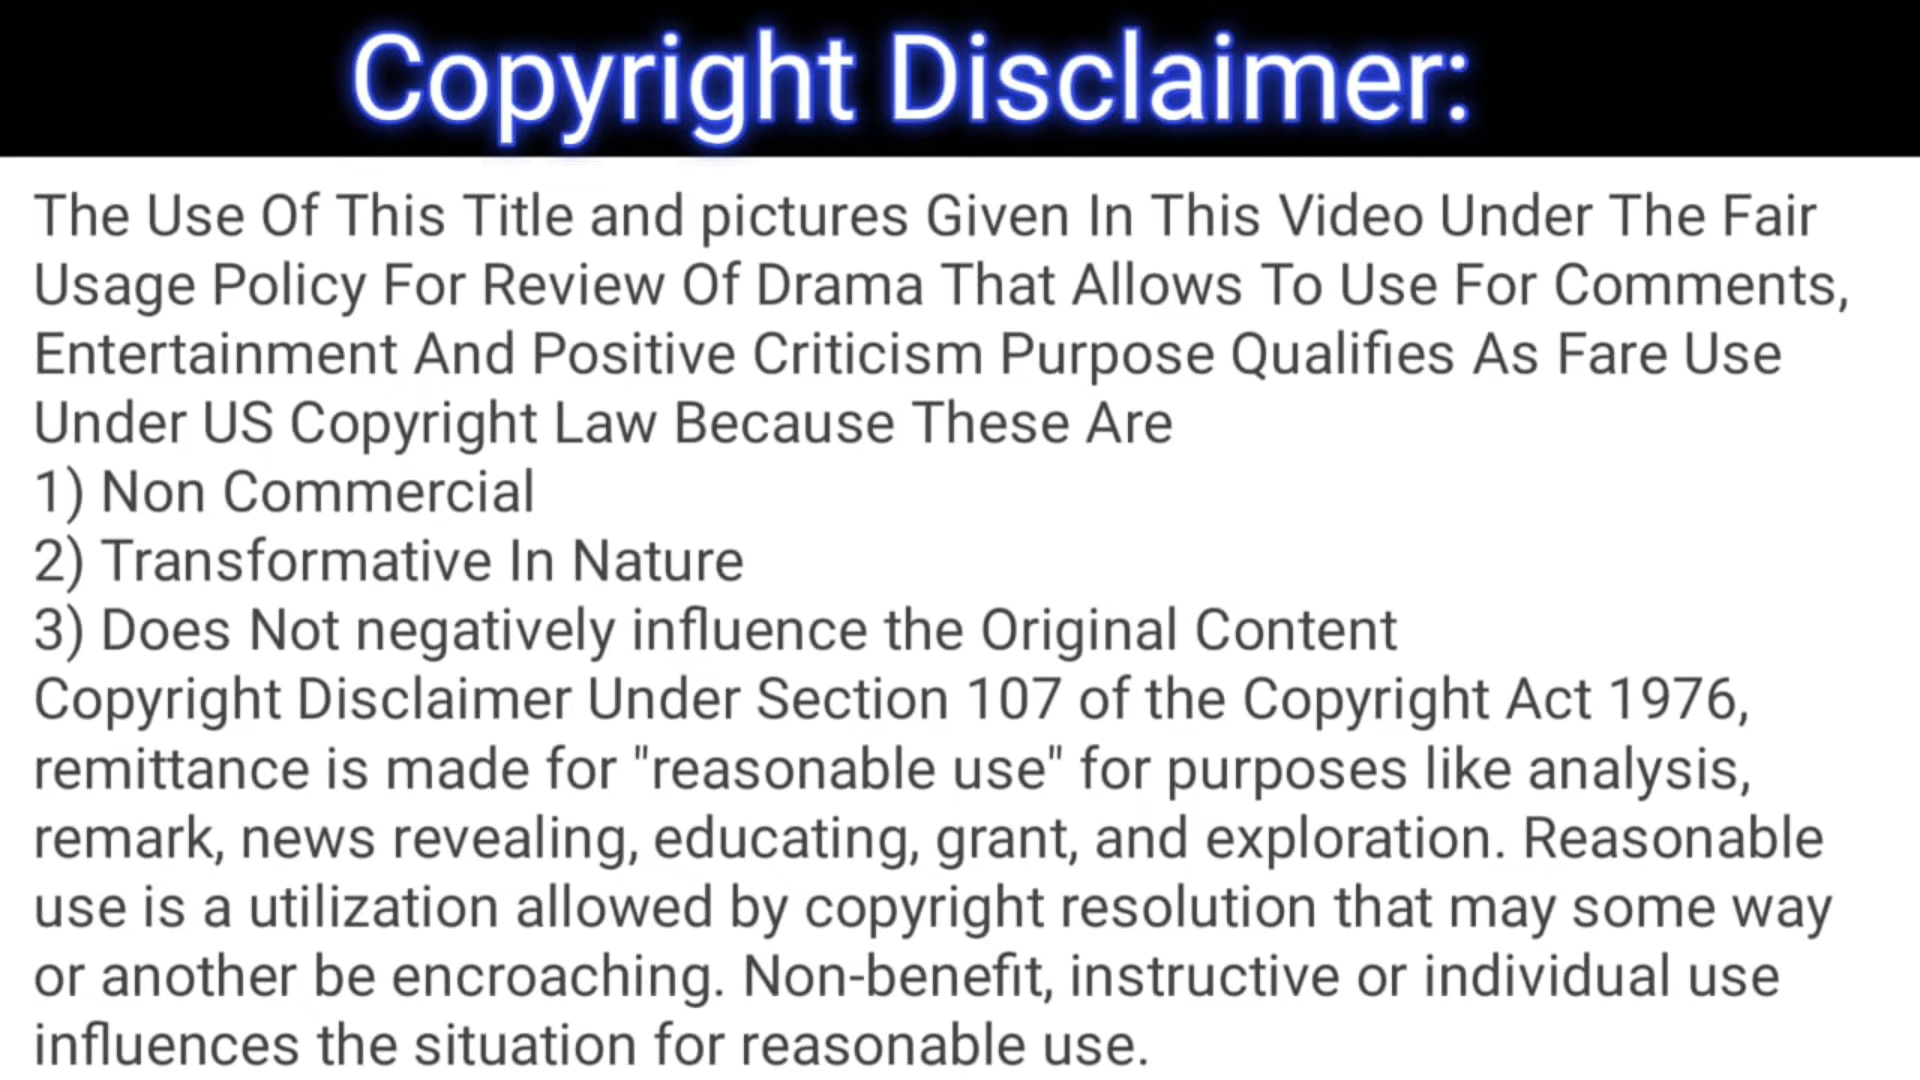 Copyright Disclaimer:
The Use Of This Title and pictures Given In This Video Under The Fair
Usage Policy For Review Of Drama That Allows To Use For Comments,
Entertainment And Positive Criticism Purpose Qualifies As Fare Use
Under US Copyright Law Because These Are
1) Non Commercial
2) Transformative In Nature
3) Does Not negatively influence the Original Content
Copyright Disclaimer Under Section 107 of the Copyright Act 1976,
remittance is made for "reasonable use" for purposes like analysis,
remark, news revealing, educating, grant, and exploration. Reasonable
use is a utilization allowed by copyright resolution that may some way
or another be encroaching. Non-benefit, instructive or individual use
influences the situation for reasonable use.